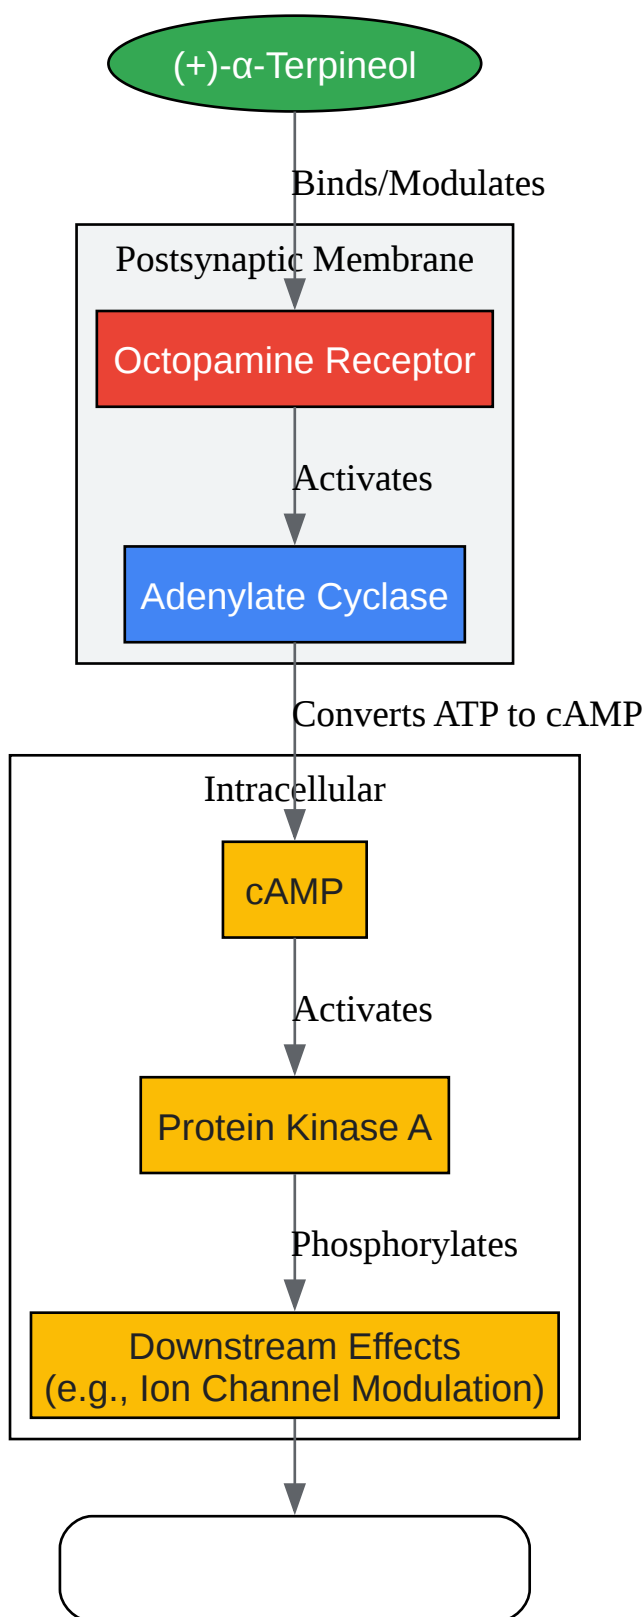 (+)-α-Terpineol
Binds/Modulates
Postsynaptic Membrane
Octopamine Receptor
Activates
Adenylate Cyclase
Converts ATP to cAMP
Intracellular
cAMP
Activates
Protein Kinase A
Phosphorylates
Downstream Effects
(e.g., Ion Channel Modulation)